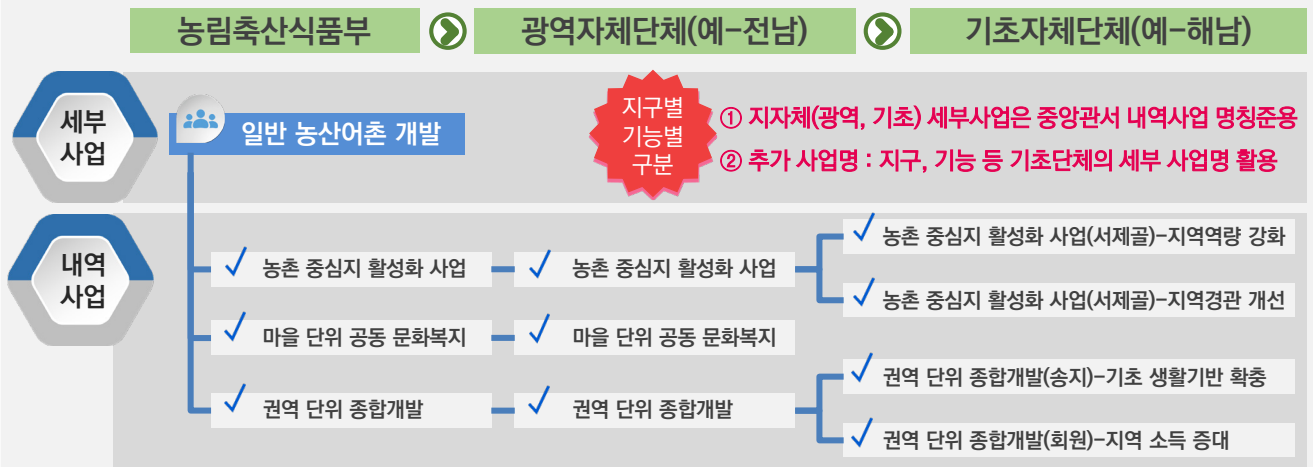 농림축산식품부
광역자체단체(예-전남)
기초자체단체(예-해남)
세부
사업
일반 농산어촌 개발
지구별
기능별
구분
① 지자체(광역, 기초) 세부사업은 중앙관서 내역사업 명칭준용
② 추가 사업명 : 지구, 기능 등 기초단체의 세부 사업명 활용
내역
사업
농촌 중심지 활성화 사업
농촌 중심지 활성화 사업
농촌 중심지 활성화 사업(서제골)-지역역량 강화
농촌 중심지 활성화 사업(서제골)-지역경관 개선
마을 단위 공동 문화복지
마을 단위 공동 문화복지
권역 단위 종합개발
권역 단위 종합개발
권역 단위 종합개발(송지)-기초 생활기반 확충
권역 단위 종합개발(회원)-지역 소득 증대